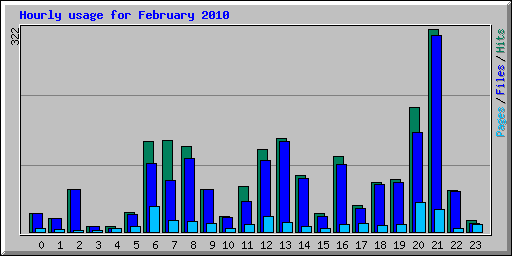 Hourly usage for February 2010
322
Pages/Files/Hits
0 1 2 3 4 5 6 7 8 9 10 11 12 13 14 15 16 17 18 19 20 21 22 23